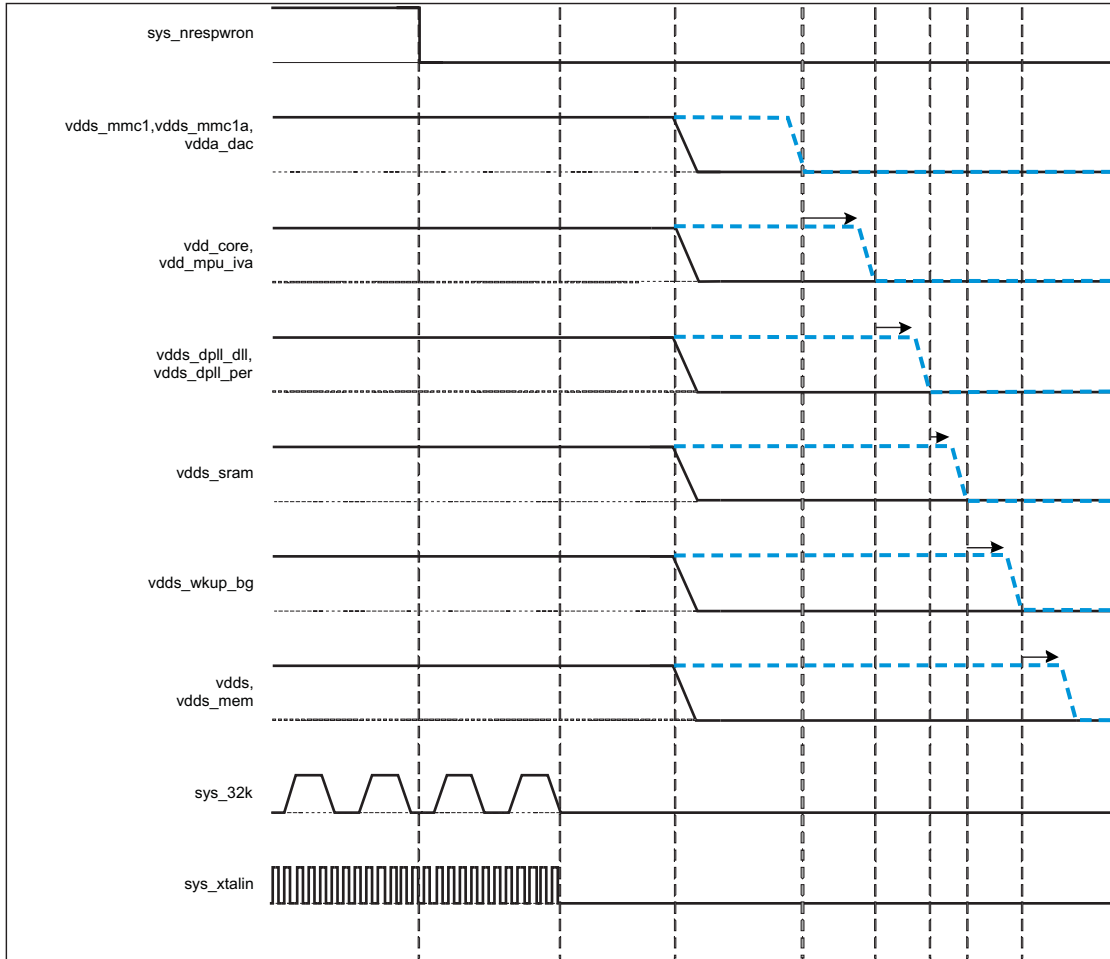 sys_nrespwron
vdds_mmc1,vdds_mmc1a,
vdda_dac
vdd_core,
vdd_mpu_iva
vdds_dpll_dll,
vdds_dpll_per
vdds_sram
vdds_wkup_bg
vdds,
vdds_mem
sys_32k
sys_xtalin